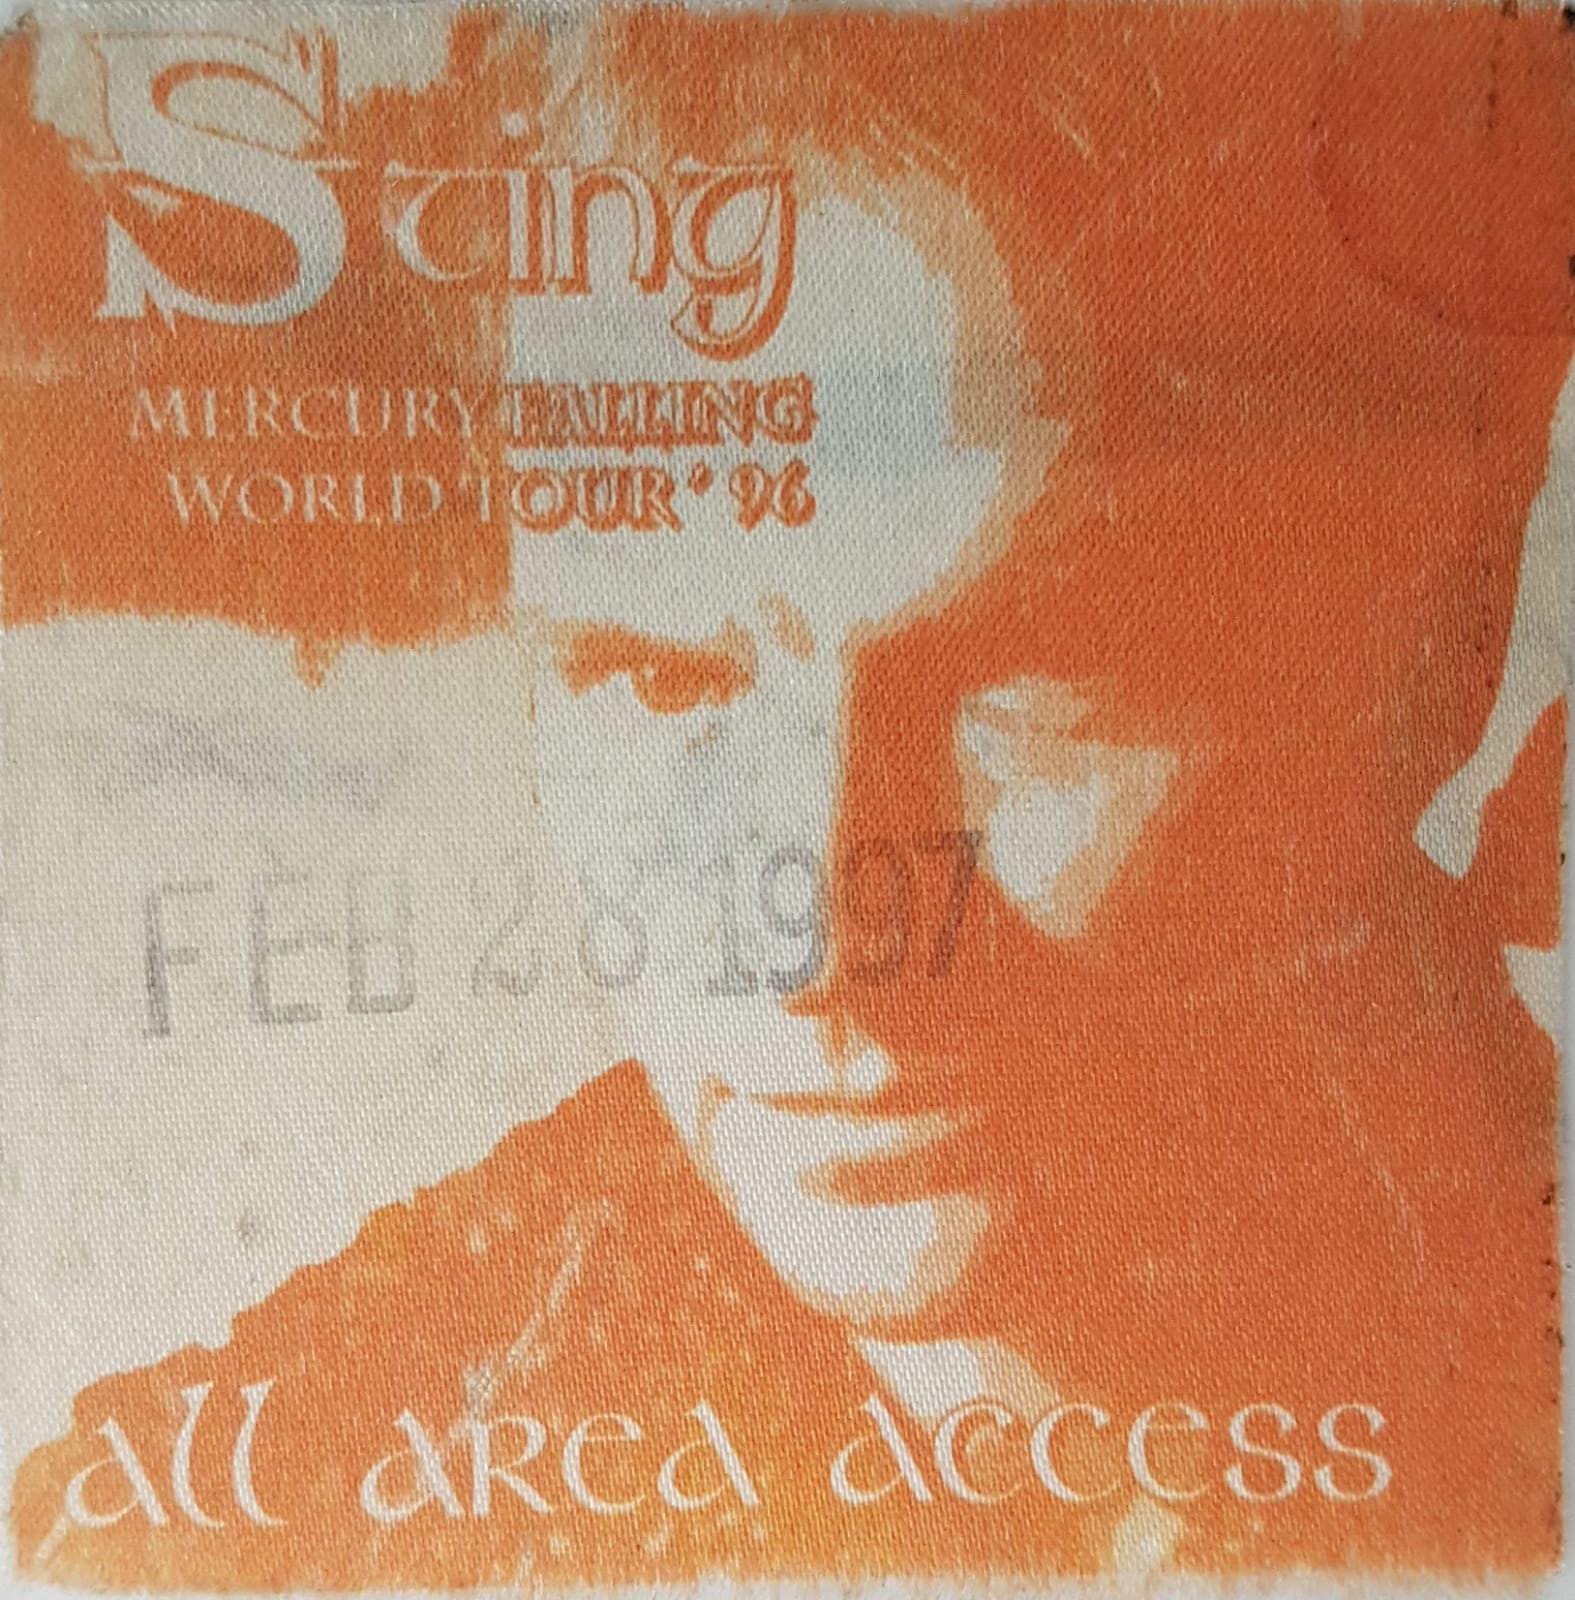 Sting
MERCURY FALLING
WORLD TOUR '96
FEB 28 1997
all area access